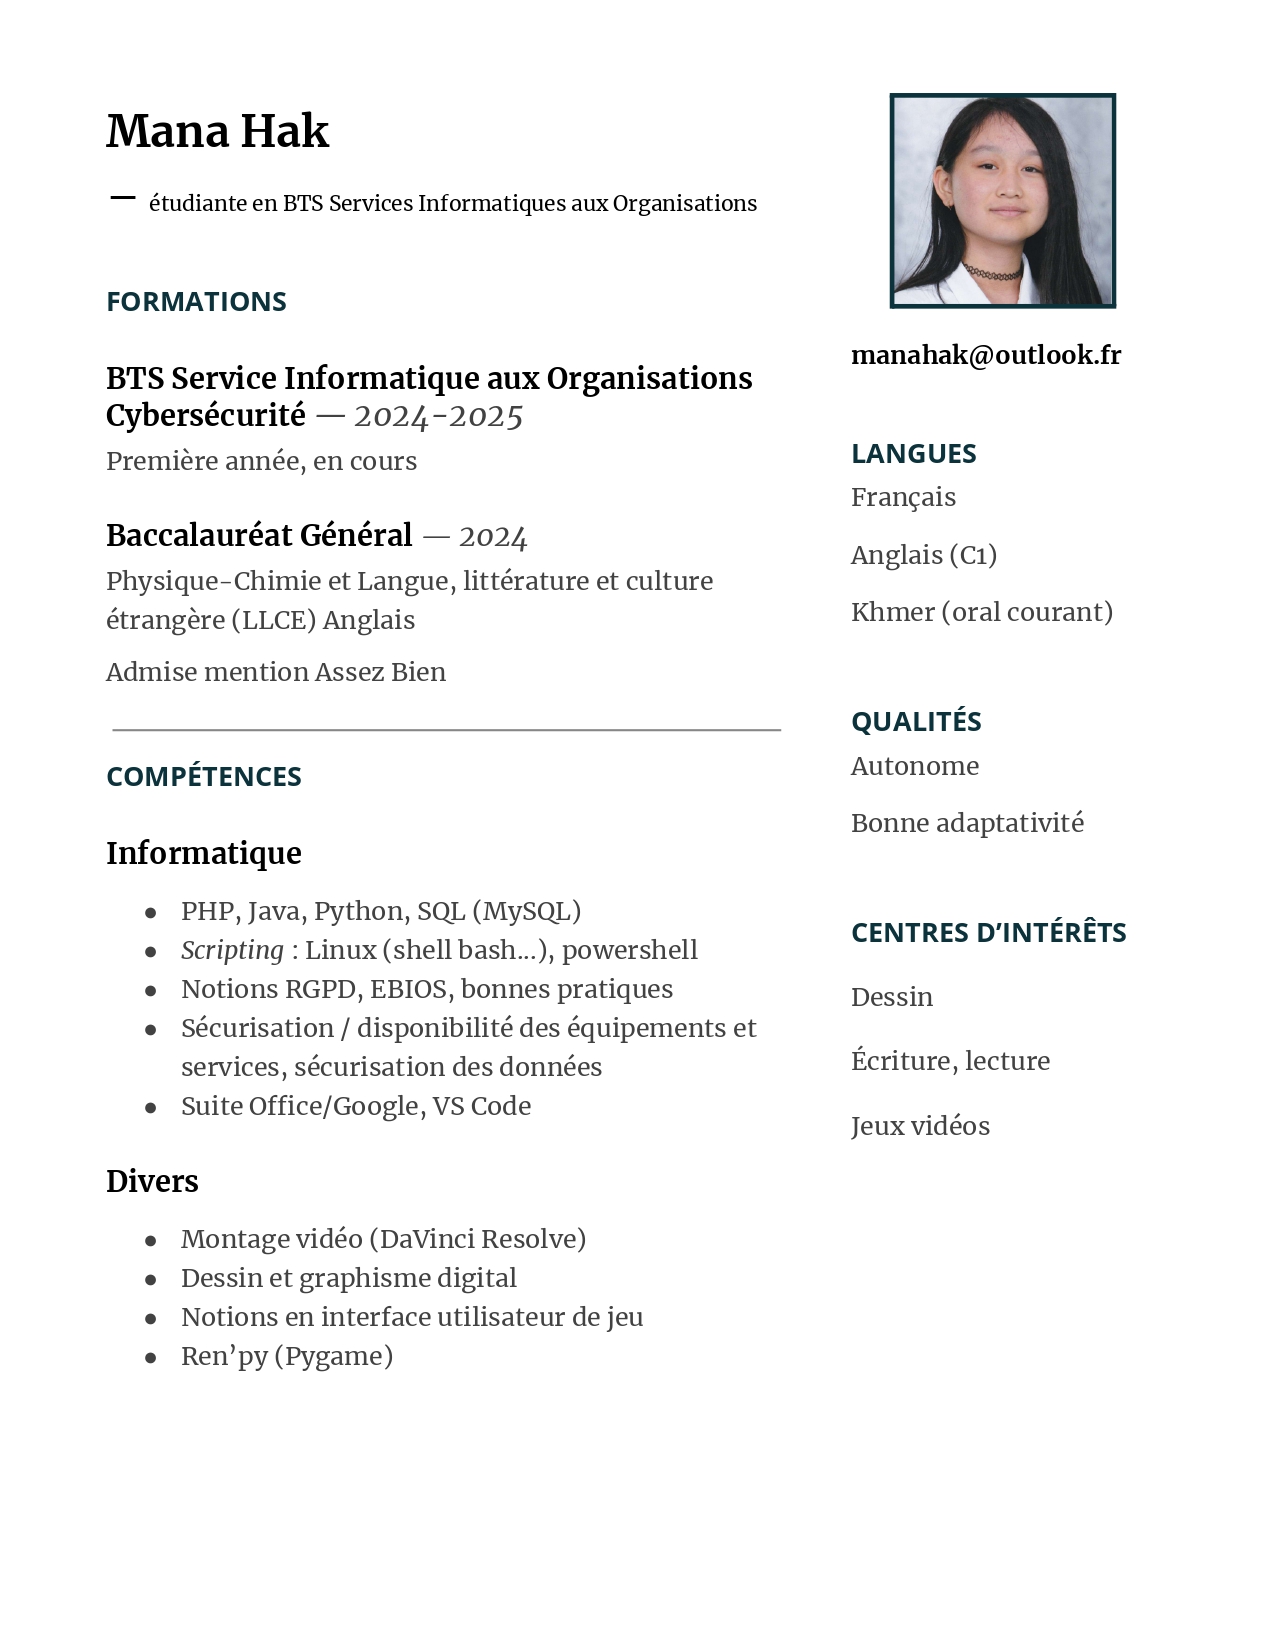 Mana Hak
— étudiante en BTS Services Informatiques aux Organisations
FORMATIONS
BTS Service Informatique aux Organisations
Cybersécurité — 2024-2025
Première année, en cours
Baccalauréat Général — 2024
Physique-Chimie et Langue, littérature et culture
étrangère (LLCE) Anglais
Admise mention Assez Bien
COMPÉTENCES
Informatique
● PHP, Java, Python, SQL (MySQL)
● Scripting : Linux (shell bash...), powershell
● Notions RGPD, EBIOS, bonnes pratiques
● Sécurisation / disponibilité des équipements et
services, sécurisation des données
● Suite Office/Google, VS Code
Divers
● Montage vidéo (DaVinci Resolve)
● Dessin et graphisme digital
● Notions en interface utilisateur de jeu
● Ren’py (Pygame)
manahak@outlook.fr
LANGUES
Français
Anglais (C1)
Khmer (oral courant)
QUALITÉS
Autonome
Bonne adaptativité
CENTRES D’INTÉRÊTS
Dessin
Écriture, lecture
Jeux vidéos